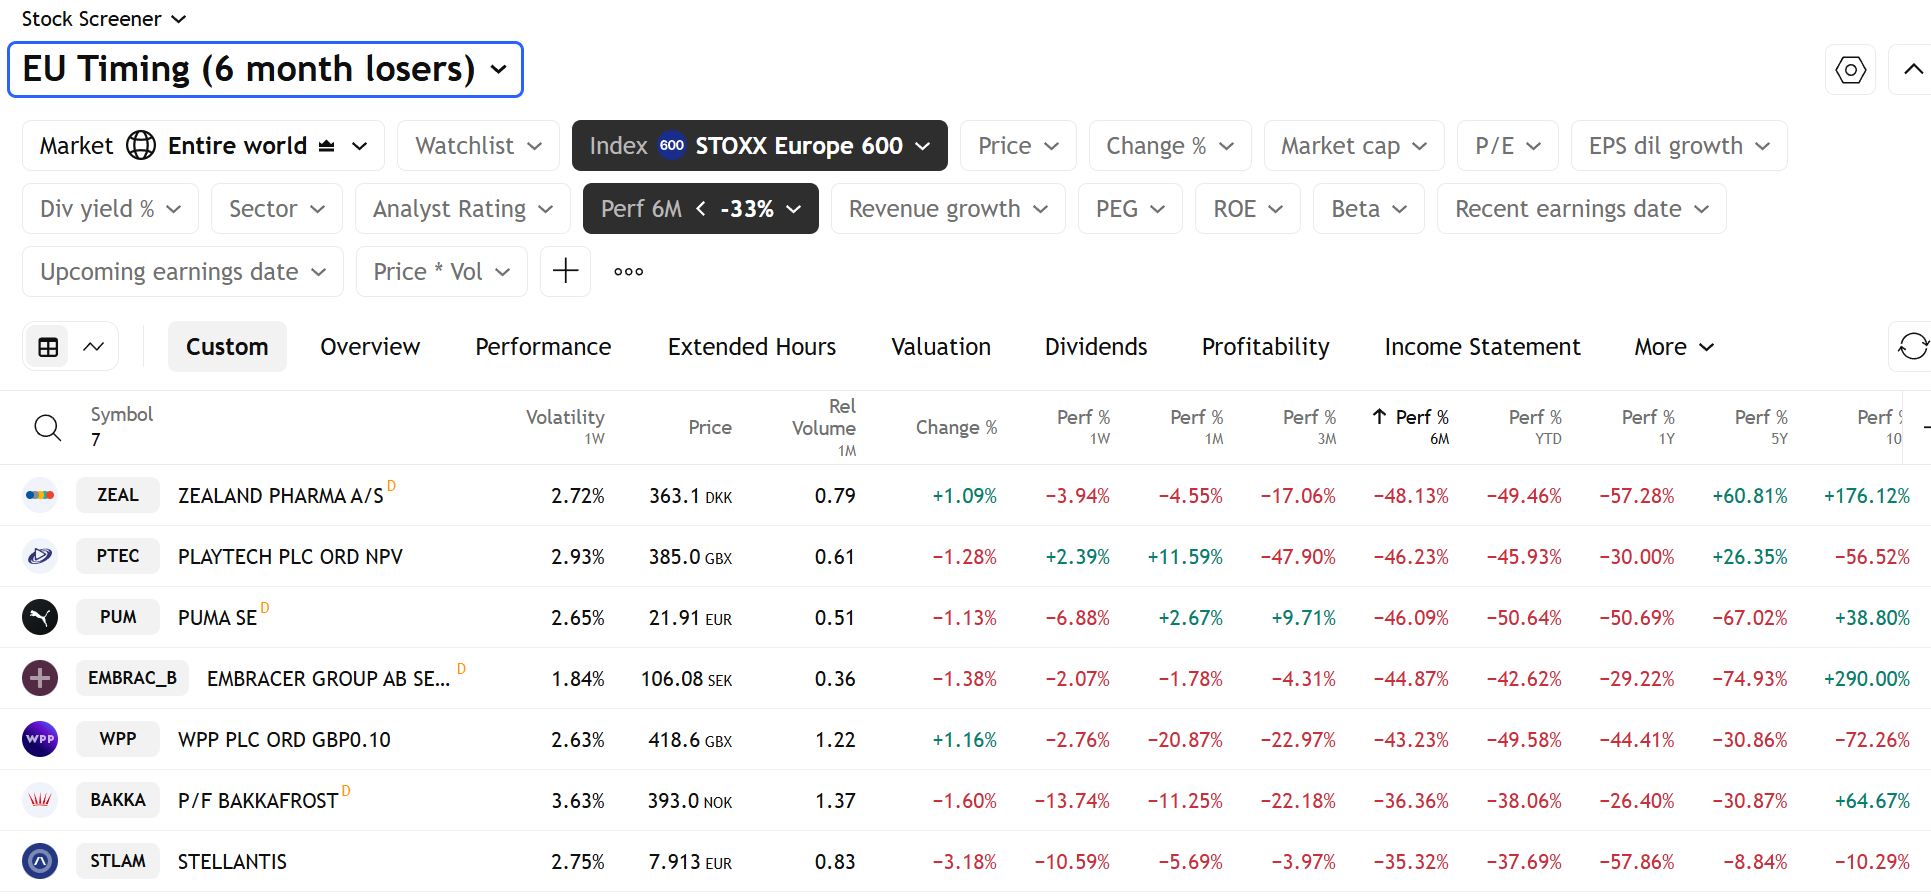 Stock Screener
EU Timing (6 month losers)
Market Entire world Watchlist Index 600 STOXX Europe 600 Price Change % Market cap P/E EPS dil growth
Div yield % Sector Analyst Rating Perf 6M < -33% Revenue growth PEG ROE Beta Recent earnings date
Upcoming earnings date Price * Vol
Custom Overview Performance Extended Hours Valuation Dividends Profitability Income Statement More
Symbol 7 Volatility 1W Price Rel Volume 1M Change % Perf % 1W Perf % 1M Perf % 3M ↑ Perf % 6M Perf % YTD Perf % 1Y Perf % 5Y Perf 10
ZEAL ZEALAND PHARMA A/S D 2.72% 363.1 DKK 0.79 +1.09% −3.94% −4.55% −17.06% −48.13% −49.46% −57.28% +60.81% +176.12%
PTEC PLAYTECH PLC ORD NPV 2.93% 385.0 GBX 0.61 −1.28% +2.39% +11.59% −47.90% −46.23% −45.93% −30.00% +26.35% −56.52%
PUM PUMA SE D 2.65% 21.91 EUR 0.51 −1.13% −6.88% +2.67% +9.71% −46.09% −50.64% −50.69% −67.02% +38.80%
EMBRAC_B EMBRACER GROUP AB SE... D 1.84% 106.08 SEK 0.36 −1.38% −2.07% −1.78% −4.31% −44.87% −42.62% −29.22% −74.93% +290.00%
WPP WPP WPP PLC ORD GBP0.10 2.63% 418.6 GBX 1.22 +1.16% −2.76% −20.87% −22.97% −43.23% −49.58% −44.41% −30.86% −72.26%
BAKKA P/F BAKKAFROST D 3.63% 393.0 NOK 1.37 −1.60% −13.74% −11.25% −22.18% −36.36% −38.06% −26.40% −30.87% +64.67%
STLAM STELLANTIS 2.75% 7.913 EUR 0.83 −3.18% −10.59% −5.69% −3.97% −35.32% −37.69% −57.86% −8.84% −10.29%